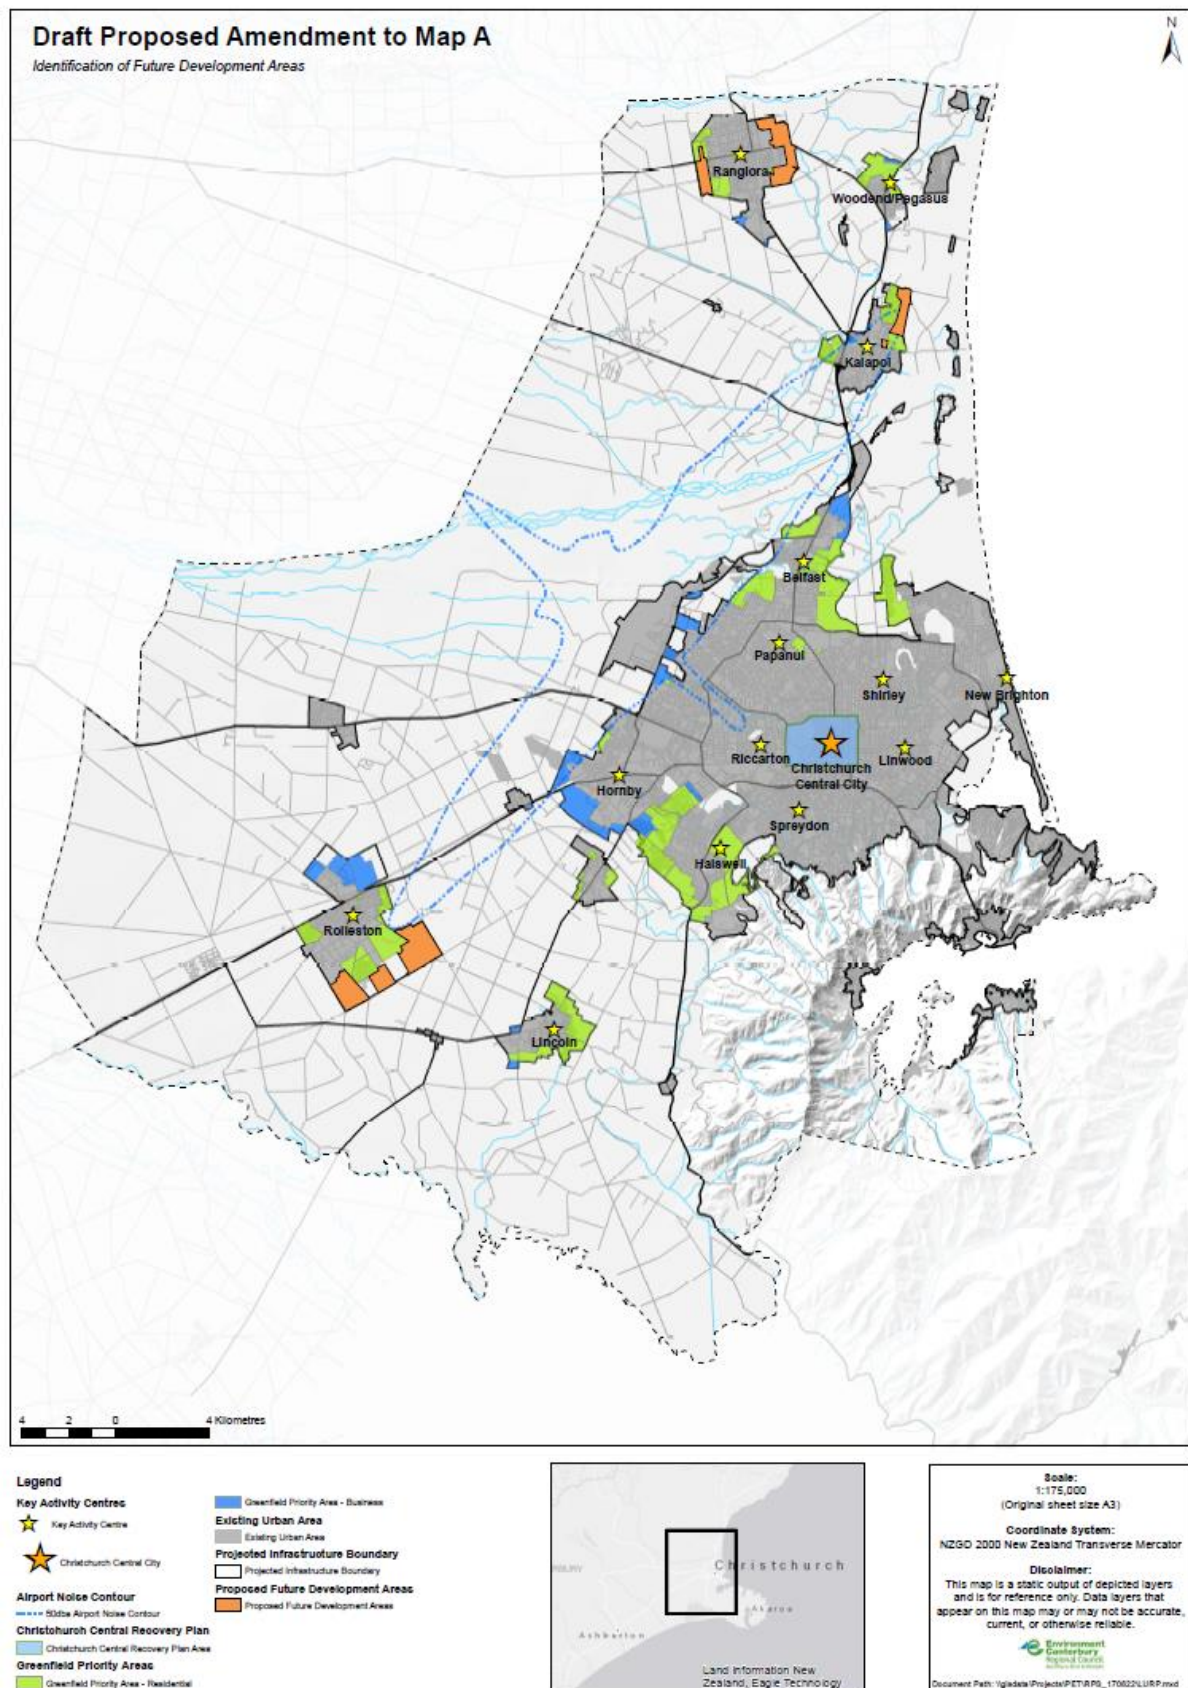 Draft Proposed Amendment to Map A
Identification of Future Development Areas
N
Rangiora
Woodend/Pegasus
Kaiapoi
Belfast
Papanui
Shirley
New Brighton
Riccarton
Christchurch
Central City
Linwood
Hornby
Spreydon
Halswell
Rolleston
Lincoln
4 2 0 4 Kilometres
Legend
Key Activity Centres
Key Activity Centre
Christchurch Central City
Airport Noise Contour
50dba Airport Noise Contour
Christchurch Central Recovery Plan
Christchurch Central Recovery Plan Area
Greenfield Priority Areas
Greenfield Priority Area - Residential
Greenfield Priority Area - Business
Existing Urban Area
Existing Urban Area
Projected Infrastructure Boundary
Projected Infrastructure Boundary
Proposed Future Development Areas
Proposed Future Development Areas
Christchurch
Akaroa
Ashburton
Land Information New
Zealand, Eagle Technology
Scale:
1:175,000
(Original sheet size A3)
Coordinate System:
NZGD 2000 New Zealand Transverse Mercator
Disclaimer:
This map is a static output of depicted layers
and is for reference only. Data layers that
appear on this map may or may not be accurate,
current, or otherwise reliable.
Environment
Canterbury
Regional Council
Document Path: